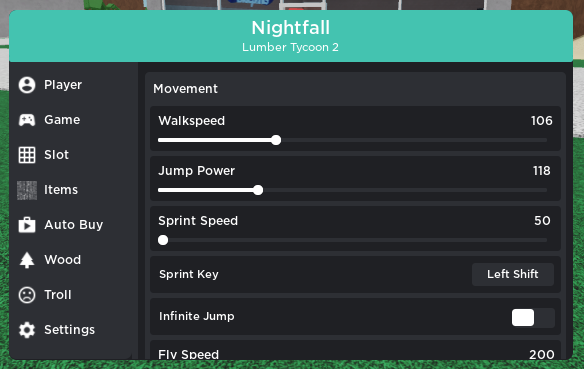 Nightfall
Lumber Tycoon 2
Player
Game
Slot
Items
Auto Buy
Wood
Troll
Settings
Movement
Walkspeed 106
Jump Power 118
Sprint Speed 50
Sprint Key Left Shift
Infinite Jump
Fly Speed 200